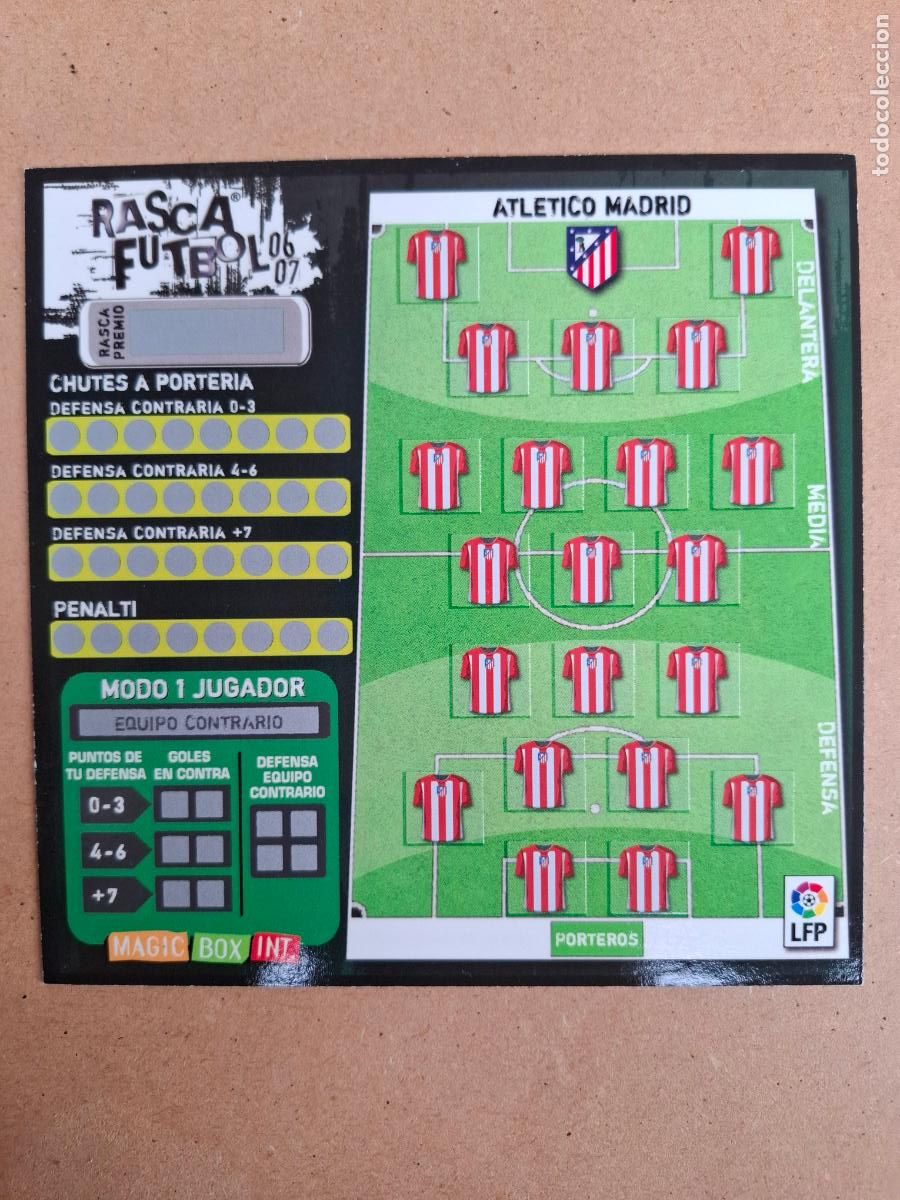 todocoleccion
RASCA®
FUTBOL 06
07
RASCA
PREMIO
CHUTES A PORTERIA
DEFENSA CONTRARIA 0-3
DEFENSA CONTRARIA 4-6
DEFENSA CONTRARIA +7
PENALTI
MODO 1 JUGADOR
EQUIPO CONTRARIO
PUNTOS DE
TU DEFENSA
GOLES
EN CONTRA
DEFENSA
EQUIPO
CONTRARIO
0-3
4-6
+7
MAGIC BOX INT.
ATLETICO MADRID
DELANTERA
MEDIA
DEFENSA
PORTEROS
LFP